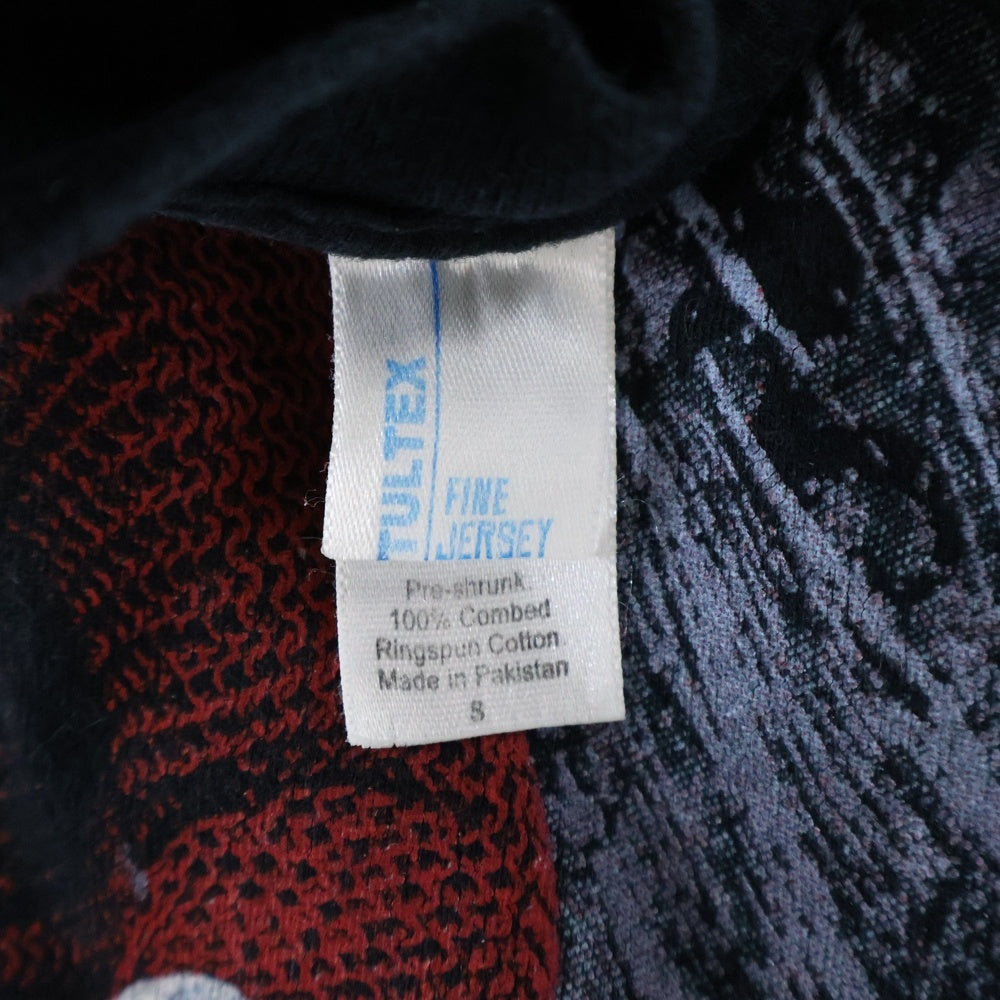 TULTEX
FINE
JERSEY
Pre-shrunk
100% Combed
Ringspun Cotton
Made in Pakistan
S